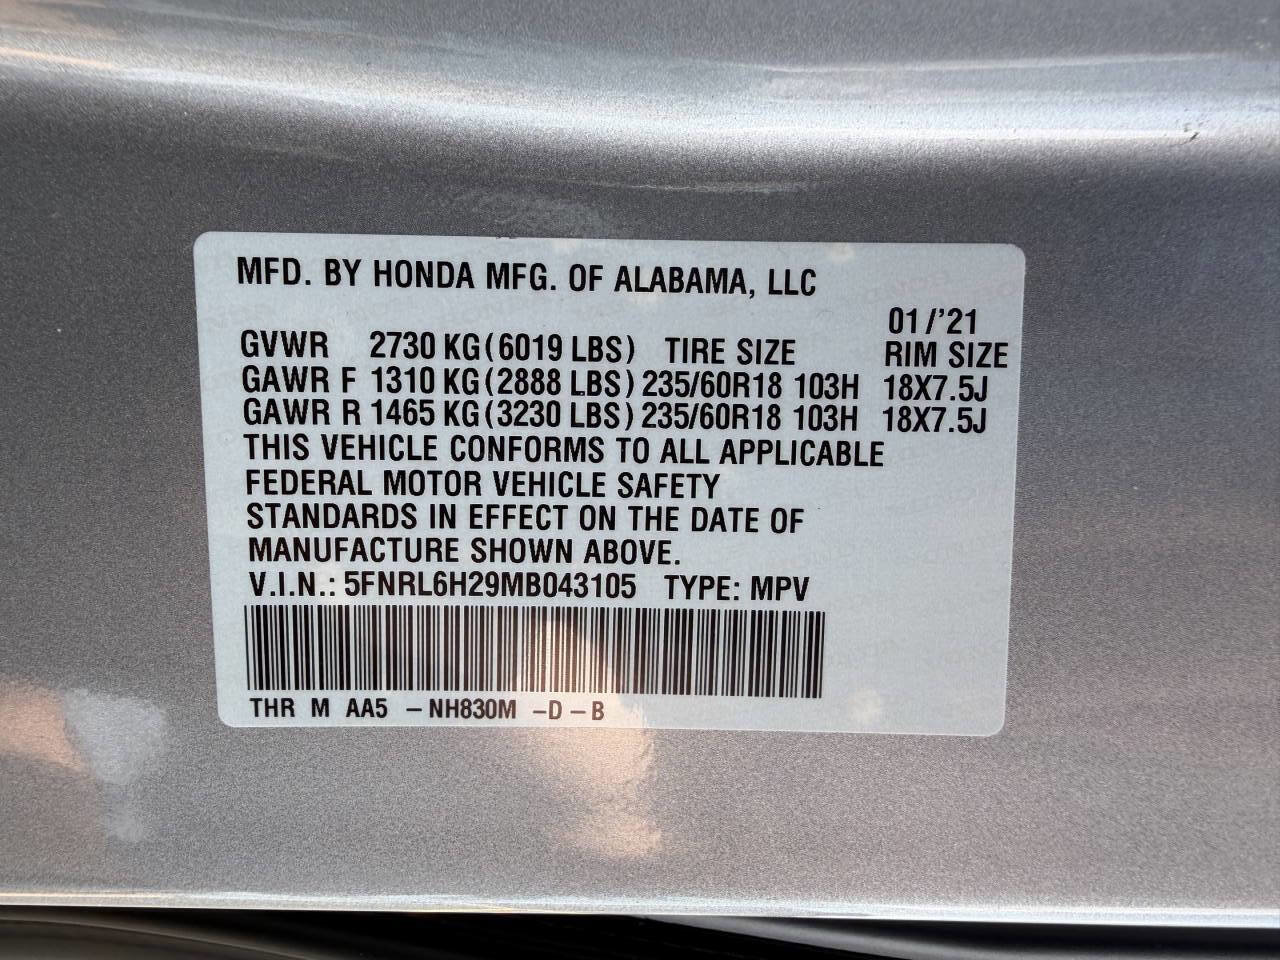 MFD. BY HONDA MFG. OF ALABAMA, LLC
01/'21
GVWR 2730 KG(6019 LBS) TIRE SIZE RIM SIZE
GAWR F 1310 KG(2888 LBS) 235/60R18 103H 18X7.5J
GAWR R 1465 KG(3230 LBS) 235/60R18 103H 18X7.5J
THIS VEHICLE CONFORMS TO ALL APPLICABLE
FEDERAL MOTOR VEHICLE SAFETY
STANDARDS IN EFFECT ON THE DATE OF
MANUFACTURE SHOWN ABOVE.
V.I.N.: 5FNRL6H29MB043105 TYPE: MPV
THR M AA5 -NH830M -D-B